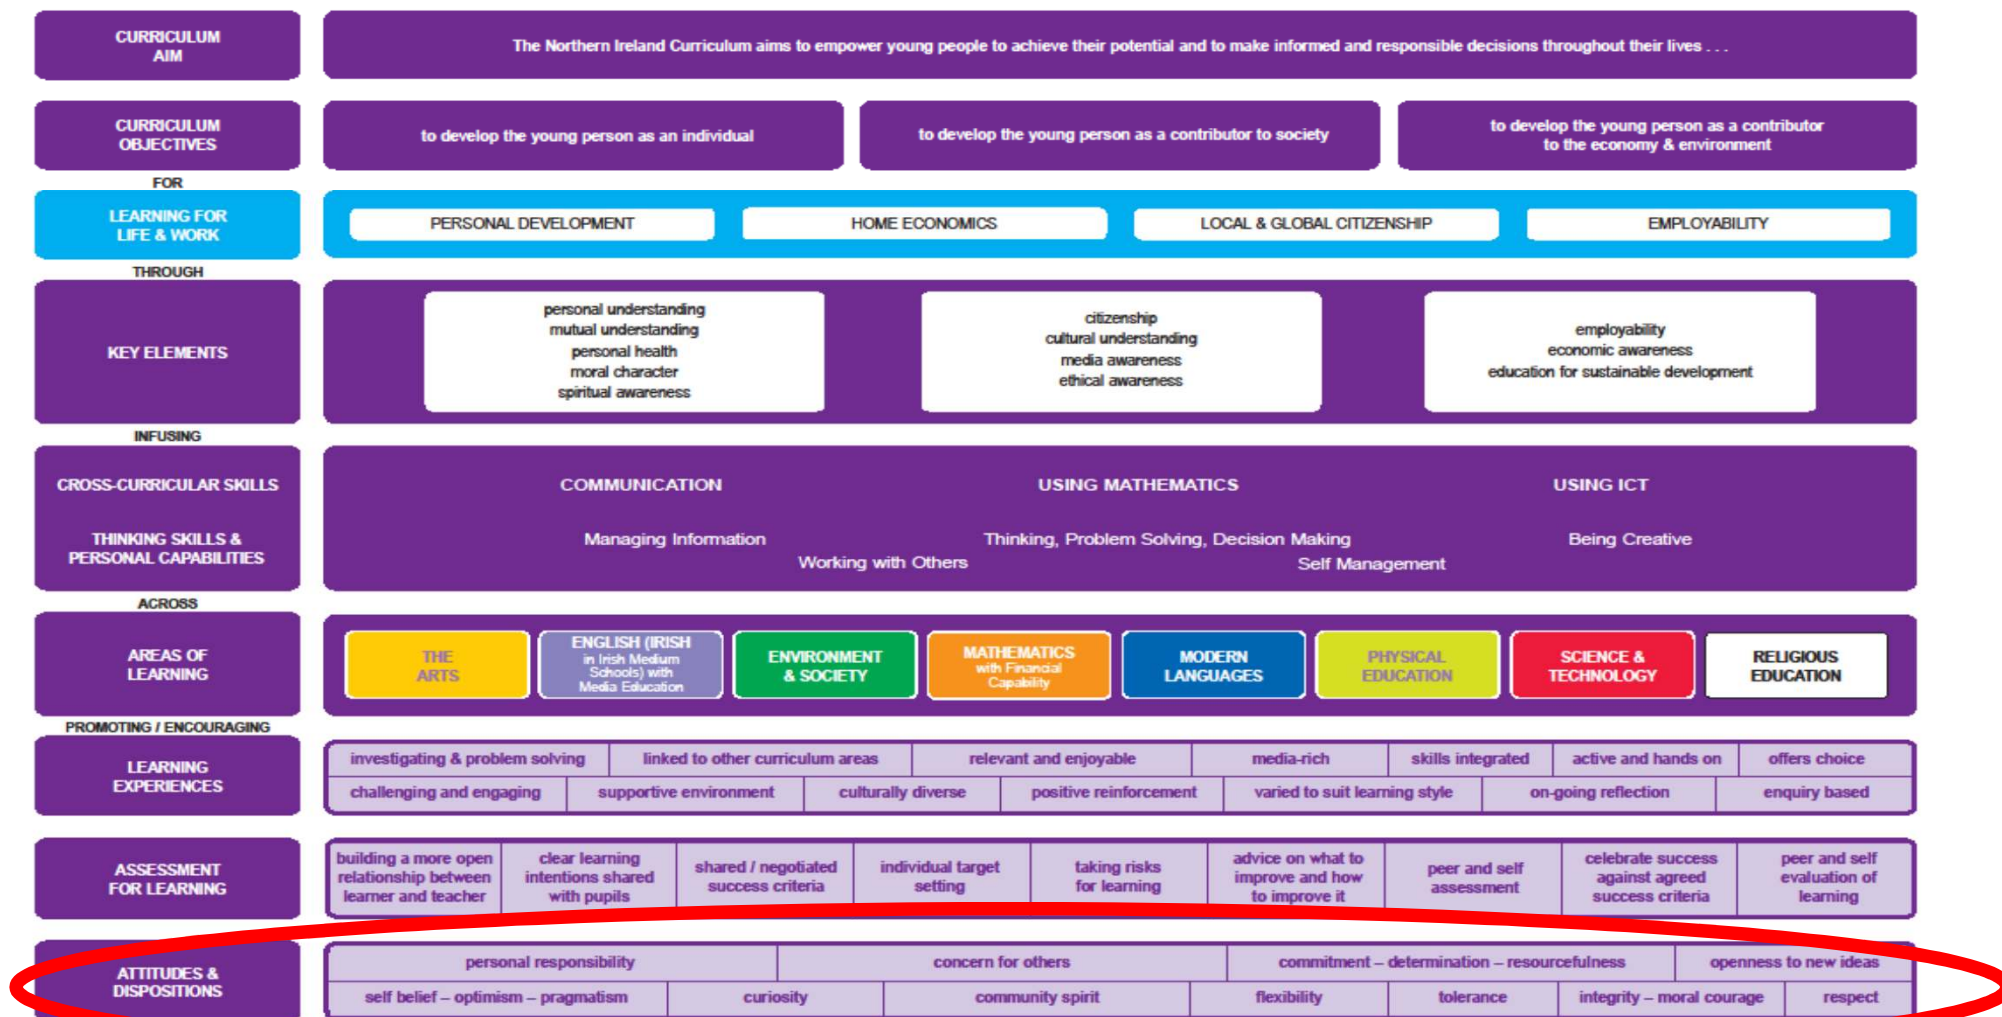 CURRICULUM
AIM
The Northern Ireland Curriculum aims to empower young people to achieve their potential and to make informed and responsible decisions throughout their lives . . .
CURRICULUM
OBJECTIVES
to develop the young person as an individual
to develop the young person as a contributor to society
to develop the young person as a contributor
to the economy & environment
FOR
LEARNING FOR
LIFE & WORK
PERSONAL DEVELOPMENT
HOME ECONOMICS
LOCAL & GLOBAL CITIZENSHIP
EMPLOYABILITY
THROUGH
KEY ELEMENTS
personal understanding
mutual understanding
personal health
moral character
spiritual awareness
citizenship
cultural understanding
media awareness
ethical awareness
employability
economic awareness
education for sustainable development
INFUSING
CROSS-CURRICULAR SKILLS
COMMUNICATION
USING MATHEMATICS
USING ICT
THINKING SKILLS &
PERSONAL CAPABILITIES
Managing Information
Thinking, Problem Solving, Decision Making
Being Creative
Working with Others
Self Management
ACROSS
AREAS OF
LEARNING
THE
ARTS
ENGLISH (IRISH
in Irish Medium
Schools) with
Media Education
ENVIRONMENT
& SOCIETY
MATHEMATICS
with Financial
Capability
MODERN
LANGUAGES
PHYSICAL
EDUCATION
SCIENCE &
TECHNOLOGY
RELIGIOUS
EDUCATION
PROMOTING / ENCOURAGING
LEARNING
EXPERIENCES
investigating & problem solving
linked to other curriculum areas
relevant and enjoyable
media-rich
skills integrated
active and hands on
offers choice
challenging and engaging
supportive environment
culturally diverse
positive reinforcement
varied to suit learning style
on-going reflection
enquiry based
ASSESSMENT
FOR LEARNING
building a more open
relationship between
learner and teacher
clear learning
intentions shared
with pupils
shared / negotiated
success criteria
individual target
setting
taking risks
for learning
advice on what to
improve and how
to improve it
peer and self
assessment
celebrate success
against agreed
success criteria
peer and self
evaluation of
learning
ATTITUDES &
DISPOSITIONS
personal responsibility
concern for others
commitment – determination – resourcefulness
openness to new ideas
self belief – optimism – pragmatism
curiosity
community spirit
flexibility
tolerance
integrity – moral courage
respect